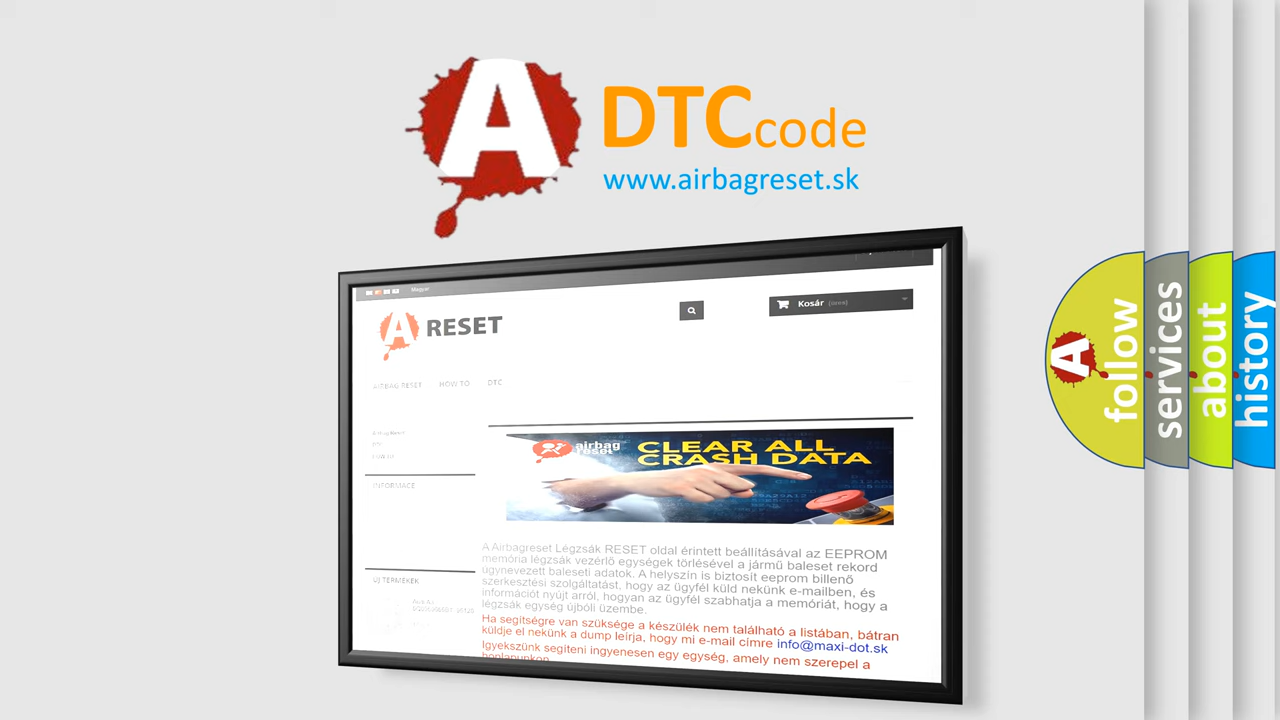 A
DTCcode
www.airbagreset.sk
Magyar
A RESET
Kosár (üres)
AIRBAG RESET HOW TO DTC
Airbag Reset
DTC
INFORMACE
airbag
reset
CLEAR ALL
CRASH DATA
A Airbagreset Légzsák RESET oldal érintett beállításával az EEPROM
memória légzsák vezérlő egységek törlésével a jármű baleset rekord
úgynevezett baleseti adatok. A helyszín is biztosít eeprom billenő
szerkesztési szolgáltatást, hogy az ügyfél küld nekünk e-mailben, és
információt nyújt arról, hogyan az ügyfél szabhatja a memóriát, hogy a
légzsák egység újbóli üzembe.
Ha segítségre van szüksége a készülék nem található a listában, bátran
küldje el nekünk a dump leírja, hogy mi e-mail címre info@maxi-dot.sk
Igyekszünk segíteni ingyenesen egy egység, amely nem szerepel a
honlapunkon
ÚJ TERMÉKEK
A
follow
services
about
history